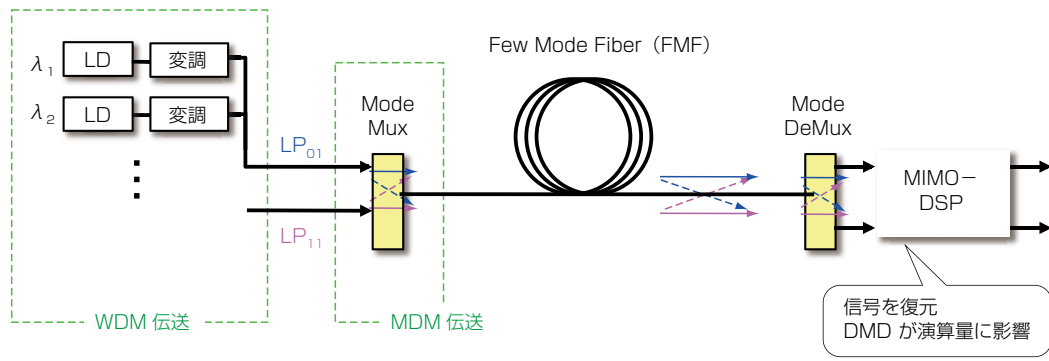 λ1
LD
変調
λ2
LD
変調
LP01
LP11
WDM 伝送
Mode
Mux
MDM 伝送
Few Mode Fiber（FMF）
Mode
DeMux
MIMO－
DSP
信号を復元
DMD が演算量に影響